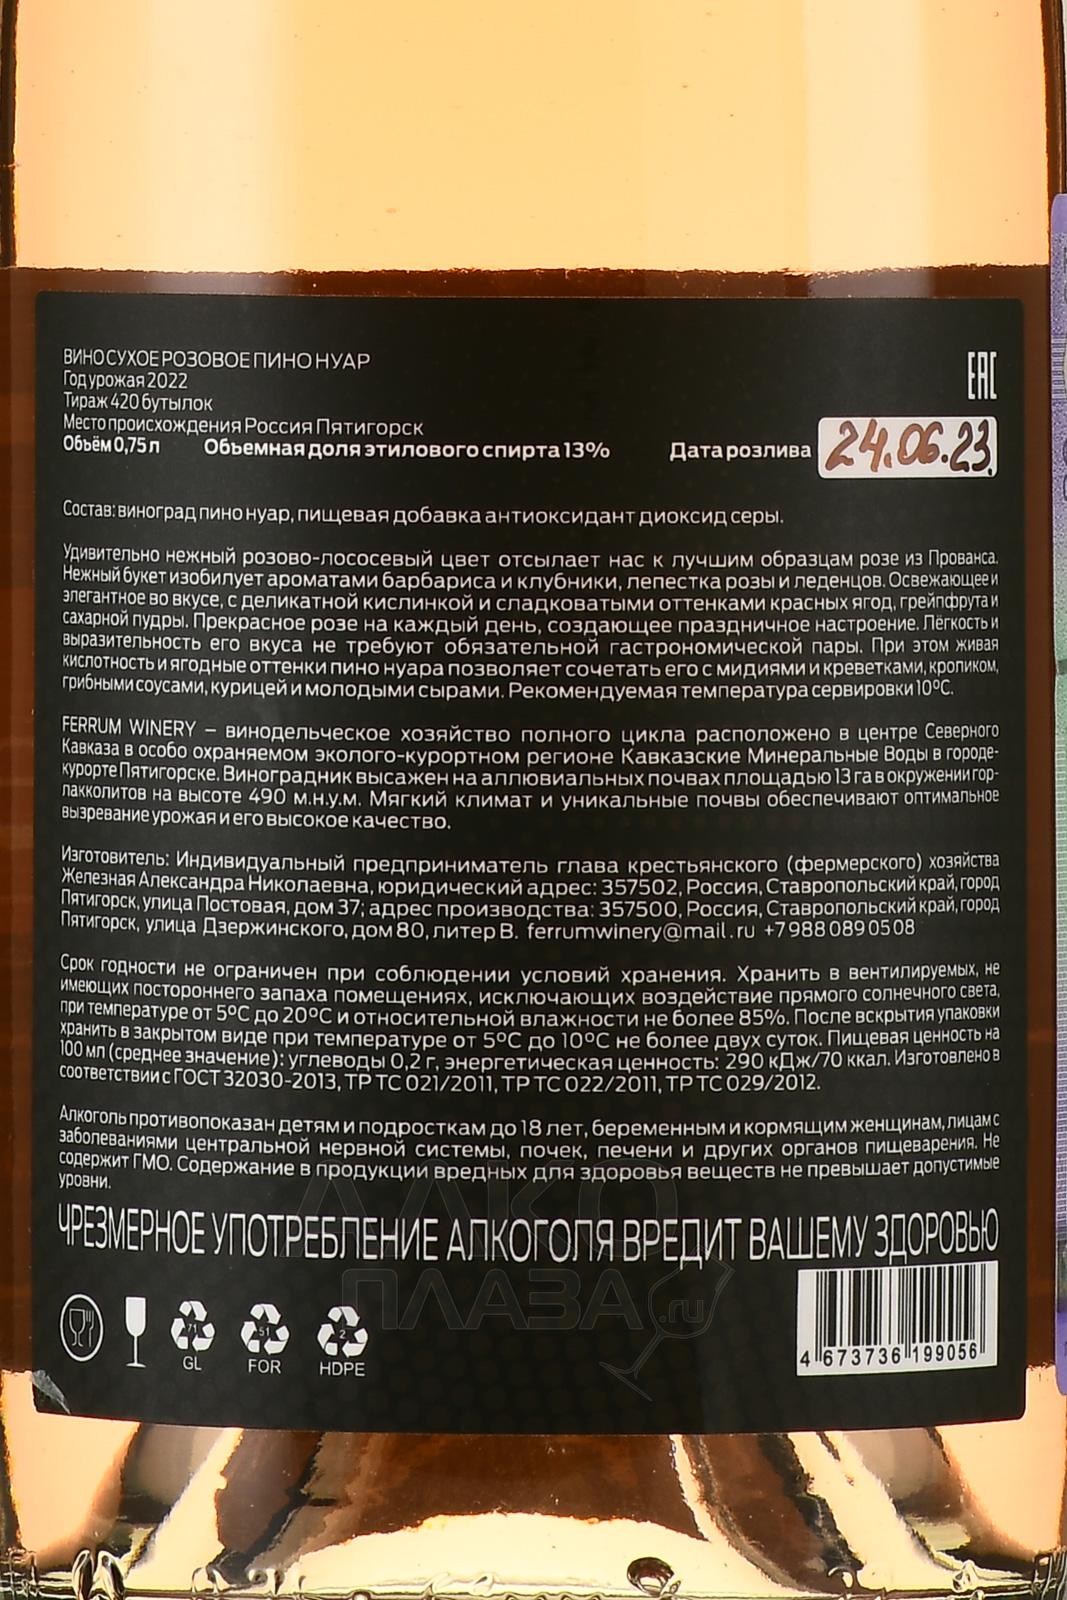 ВИНО СУХОЕ РОЗОВОЕ ПИНО НУАР
EAC
Год урожая 2022
Тираж 420 бутылок
Место происхождения Россия Пятигорск
Объём 0,75 л Объемная доля этилового спирта 13% Дата розлива 24.06.23.
Состав: виноград пино нуар, пищевая добавка антиоксидант диоксид серы.
Удивительно нежный розово-лососевый цвет отсылает нас к лучшим образцам розе из Прованса.
Нежный букет изобилует ароматами барбариса и клубники, лепестка розы и леденцов. Освежающее и
элегантное во вкусе, с деликатной кислинкой и сладковатыми оттенками красных ягод, грейпфрута и
сахарной пудры. Прекрасное розе на каждый день, создающее праздничное настроение. Лёгкость и
выразительность его вкуса не требуют обязательной гастрономической пары. При этом живая
кислотность и ягодные оттенки пино нуара позволяет сочетать его с мидиями и креветками, кроликом,
грибными соусами, курицей и молодыми сырами. Рекомендуемая температура сервировки 10°С.
FERRUM WINERY – винодельческое хозяйство полного цикла расположено в центре Северного
Кавказа в особо охраняемом эколого-курортном регионе Кавказские Минеральные Воды в городе-
курорте Пятигорске. Виноградник высажен на аллювиальных почвах площадью 13 га в окружении гор-
лакколитов на высоте 490 м.н.у.м. Мягкий климат и уникальные почвы обеспечивают оптимальное
вызревание урожая и его высокое качество.
Изготовитель: Индивидуальный предприниматель глава крестьянского (фермерского) хозяйства
Железная Александра Николаевна, юридический адрес: 357502, Россия, Ставропольский край, город
Пятигорск, улица Постовая, дом 37; адрес производства: 357500, Россия, Ставропольский край, город
Пятигорск, улица Дзержинского, дом 80, литер В. ferrumwinery@mail.ru +7 988 089 05 08
Срок годности не ограничен при соблюдении условий хранения. Хранить в вентилируемых, не
имеющих постороннего запаха помещениях, исключающих воздействие прямого солнечного света,
при температуре от 5°С до 20°С и относительной влажности не более 85%. После вскрытия упаковки
хранить в закрытом виде при температуре от 5°С до 10°С не более двух суток. Пищевая ценность на
100 мл (среднее значение): углеводы 0,2 г, энергетическая ценность: 290 кДж/70 ккал. Изготовлено в
соответствии с ГОСТ 32030-2013, ТР ТС 021/2011, ТР ТС 022/2011, ТР ТС 029/2012.
Алкоголь противопоказан детям и подросткам до 18 лет, беременным и кормящим женщинам, лицам с
заболеваниями центральной нервной системы, почек, печени и других органов пищеварения. Не
содержит ГМО. Содержание в продукции вредных для здоровья веществ не превышает допустимые
уровни.
ЧРЕЗМЕРНОЕ УПОТРЕБЛЕНИЕ АЛКОГОЛЯ ВРЕДИТ ВАШЕМУ ЗДОРОВЬЮ
АЛКО
ПЛАЗА.ru
71 51 2
GL FOR HDPE
4 673736 199056